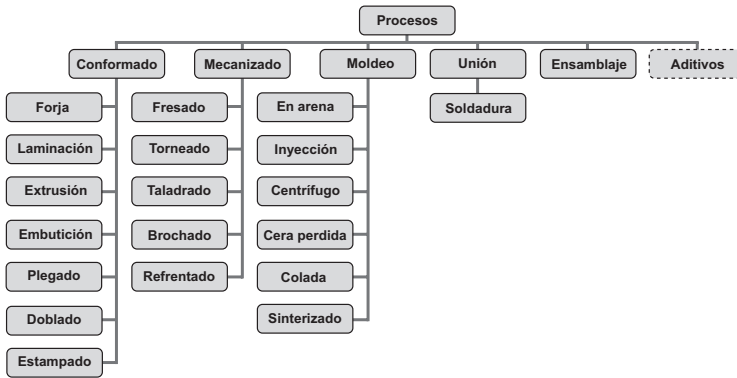 Procesos
Conformado
Mecanizado
Moldeo
Unión
Ensamblaje
Aditivos
Forja
Laminación
Extrusión
Embutición
Plegado
Doblado
Estampado
Fresado
Torneado
Taladrado
Brochado
Refrentado
En arena
Inyección
Centrífugo
Cera perdida
Colada
Sinterizado
Soldadura